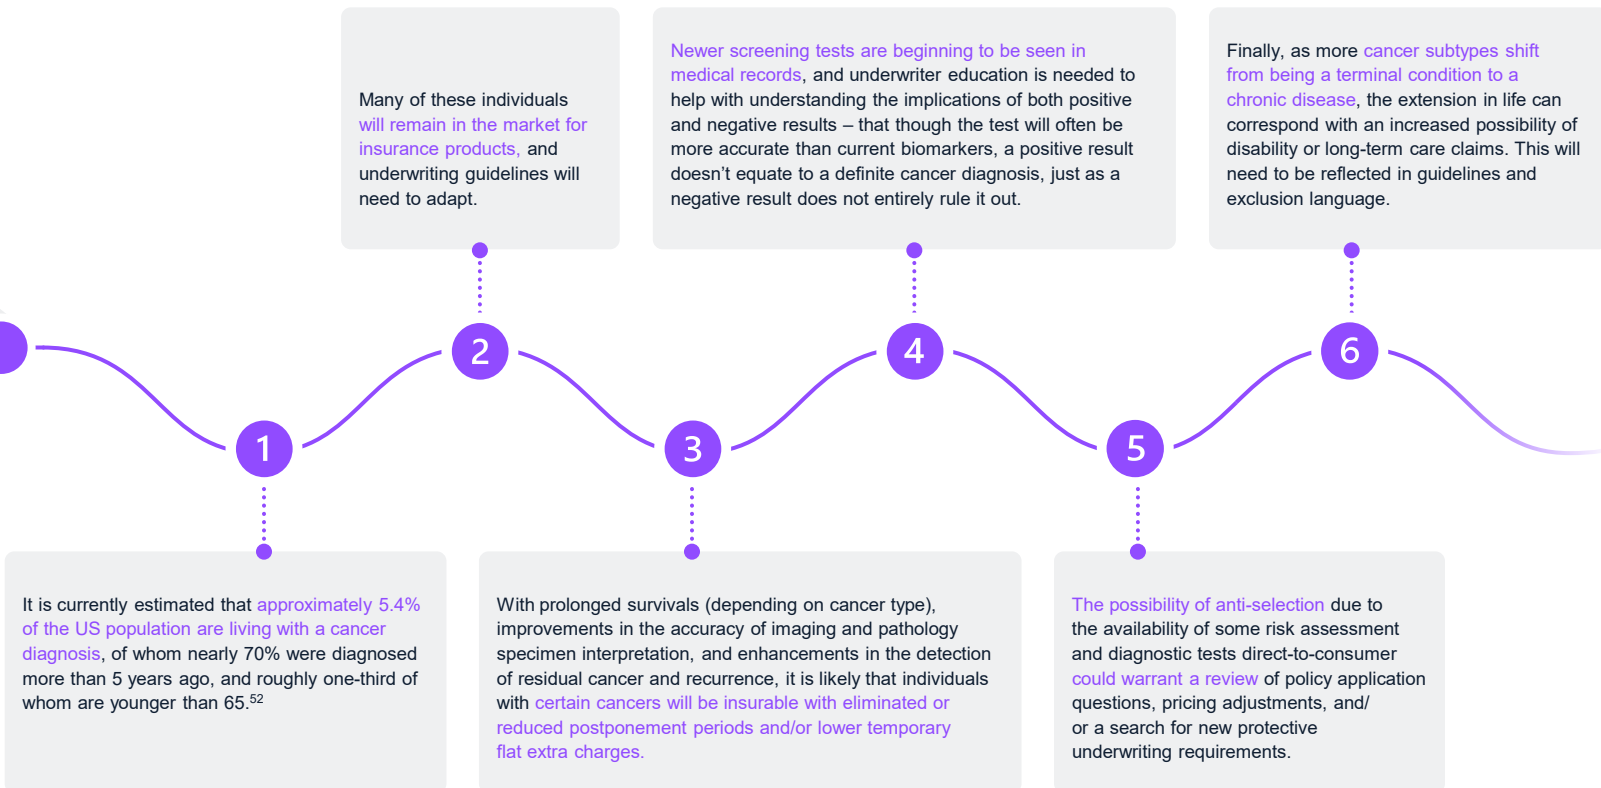 1
It is currently estimated that approximately 5.4%
of the US population are living with a cancer
diagnosis, of whom nearly 70% were diagnosed
more than 5 years ago, and roughly one-third of
whom are younger than 65.52
2
Many of these individuals
will remain in the market for
insurance products, and
underwriting guidelines will
need to adapt.
3
With prolonged survivals (depending on cancer type),
improvements in the accuracy of imaging and pathology
specimen interpretation, and enhancements in the detection
of residual cancer and recurrence, it is likely that individuals
with certain cancers will be insurable with eliminated or
reduced postponement periods and/or lower temporary
flat extra charges.
4
Newer screening tests are beginning to be seen in
medical records, and underwriter education is needed to
help with understanding the implications of both positive
and negative results – that though the test will often be
more accurate than current biomarkers, a positive result
doesn’t equate to a definite cancer diagnosis, just as a
negative result does not entirely rule it out.
5
The possibility of anti-selection due to
the availability of some risk assessment
and diagnostic tests direct-to-consumer
could warrant a review of policy application
questions, pricing adjustments, and/
or a search for new protective
underwriting requirements.
6
Finally, as more cancer subtypes shift
from being a terminal condition to a
chronic disease, the extension in life can
correspond with an increased possibility of
disability or long-term care claims. This will
need to be reflected in guidelines and
exclusion language.